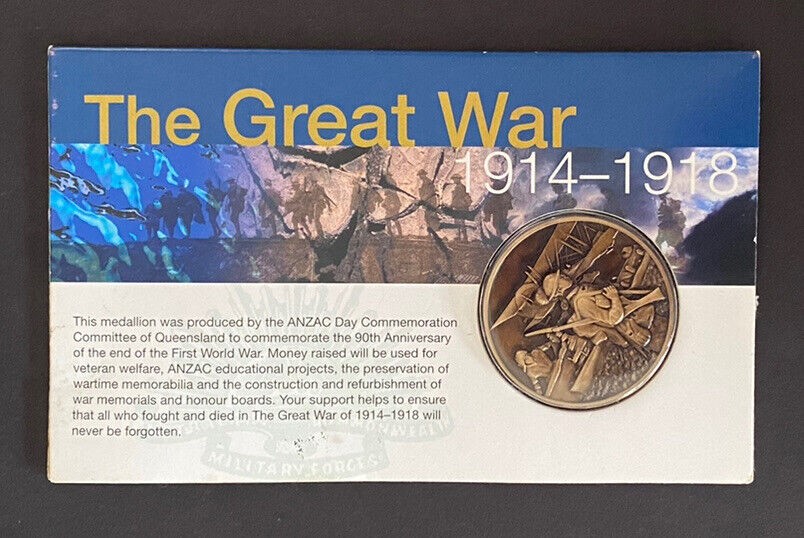 The Great War
1914–1918
This medallion was produced by the ANZAC Day Commemoration
Committee of Queensland to commemorate the 90th Anniversary
of the end of the First World War. Money raised will be used for
veteran welfare, ANZAC educational projects, the preservation of
wartime memorabilia and the construction and refurbishment of
war memorials and honour boards. Your support helps to ensure
that all who fought and died in The Great War of 1914–1918 will
never be forgotten.
MILITARY FORCES